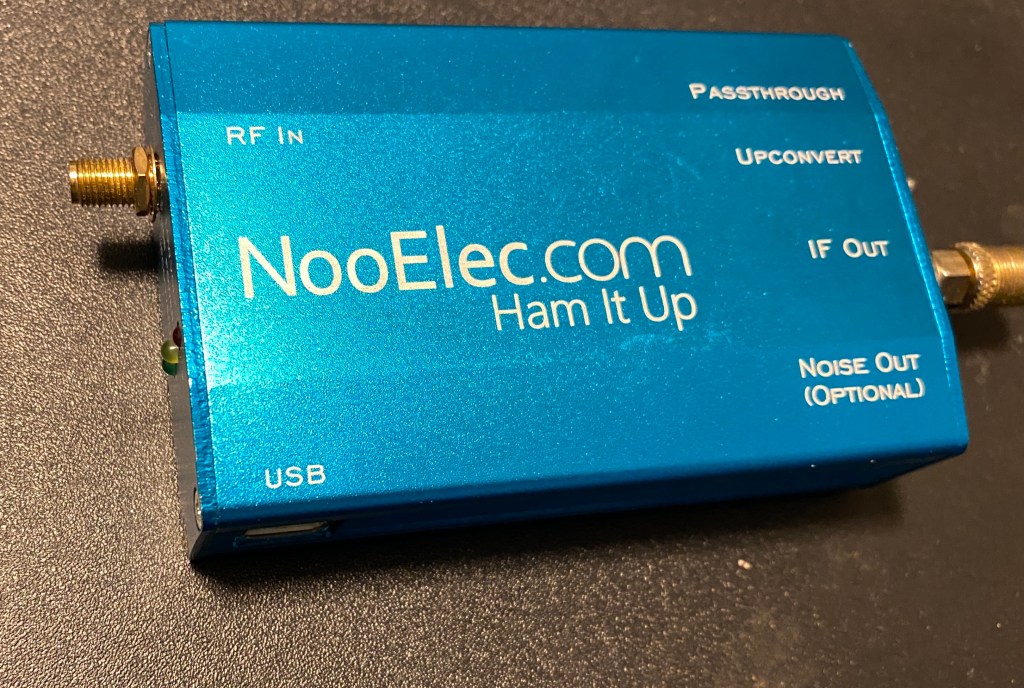 PASSTHROUGH
RF IN
UPCONVERT
NooElec.com
Ham It Up
IF OUT
NOISE OUT
(OPTIONAL)
USB